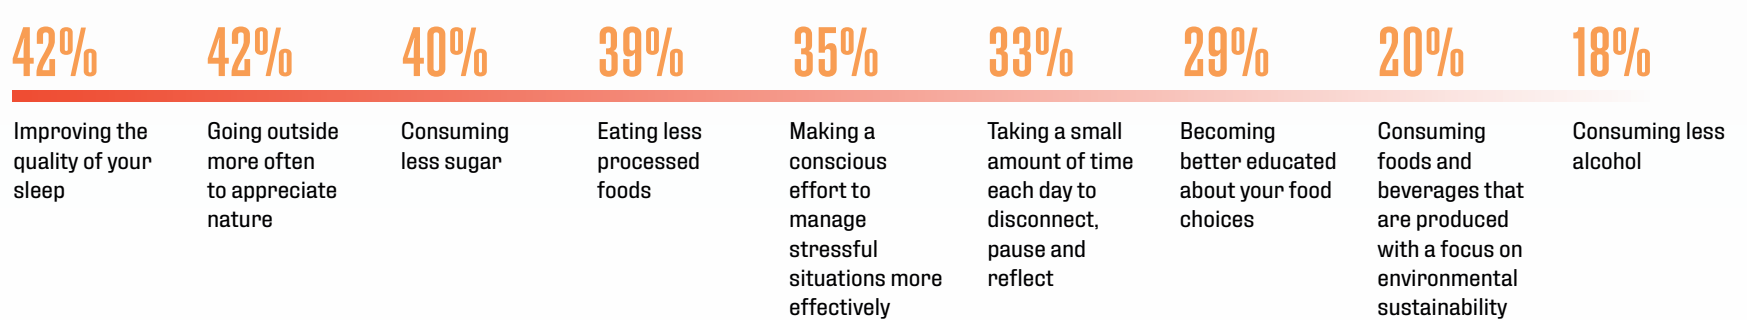 42%
Improving the
quality of your
sleep
42%
Going outside
more often
to appreciate
nature
40%
Consuming
less sugar
39%
Eating less
processed
foods
35%
Making a
conscious
effort to
manage
stressful
situations more
effectively
33%
Taking a small
amount of time
each day to
disconnect,
pause and
reflect
29%
Becoming
better educated
about your food
choices
20%
Consuming
foods and
beverages that
are produced
with a focus on
environmental
sustainability
18%
Consuming less
alcohol